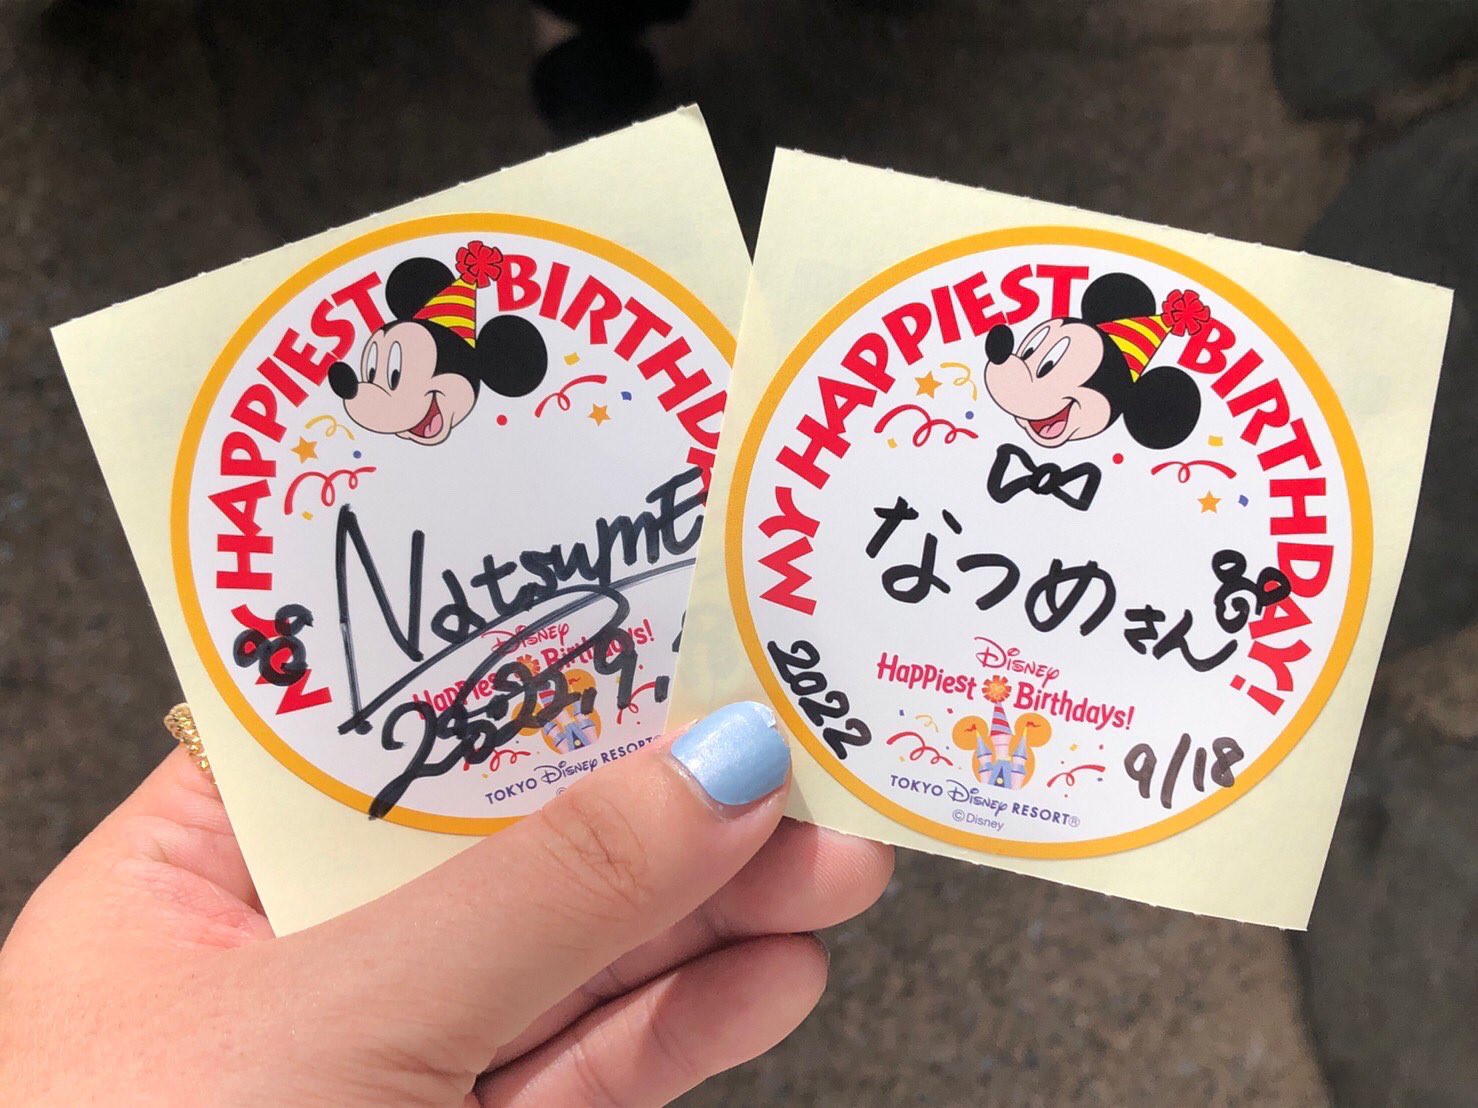 MY HAPPIEST BIRTHD
Natsume
2022.9.
DISNEY
Happiest Birthdays!
TOKYO DISNEY RESORT®
MY HAPPIEST BIRTHDAY!
なつめさん
2022
9/18
DISNEY
Happiest Birthdays!
TOKYO DISNEY RESORT®
©Disney